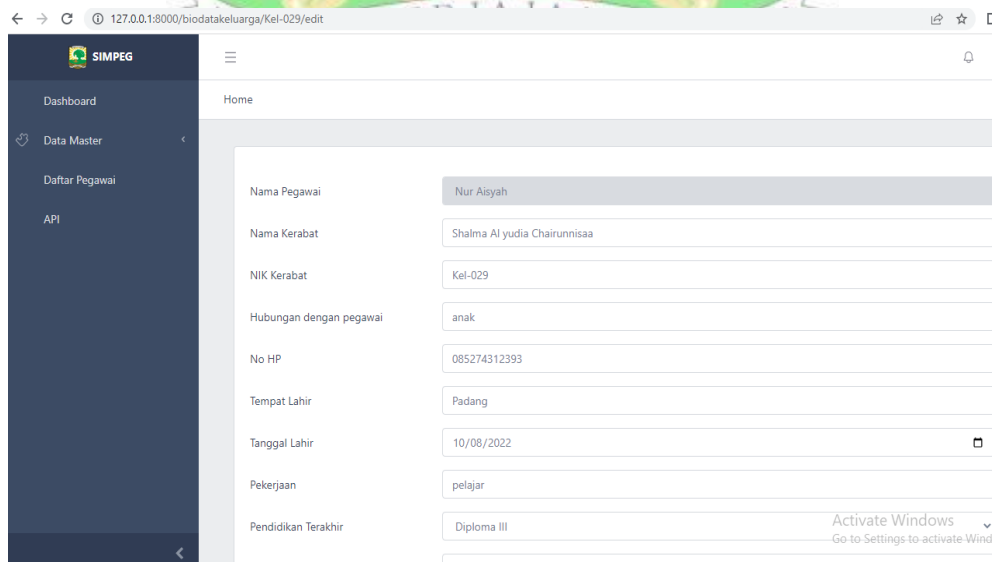 127.0.0.1:8000/biodatakeluarga/Kel-029/edit
SIMPEG
Dashboard
Home
Data Master
Daftar Pegawai
API
Nama Pegawai Nur Aisyah
Nama Kerabat Shalma Al yudia Chairunnisaa
NIK Kerabat Kel-029
Hubungan dengan pegawai anak
No HP 085274312393
Tempat Lahir Padang
Tanggal Lahir 10/08/2022
Pekerjaan pelajar
Pendidikan Terakhir Diploma III
Activate Windows
Go to Settings to activate Wind